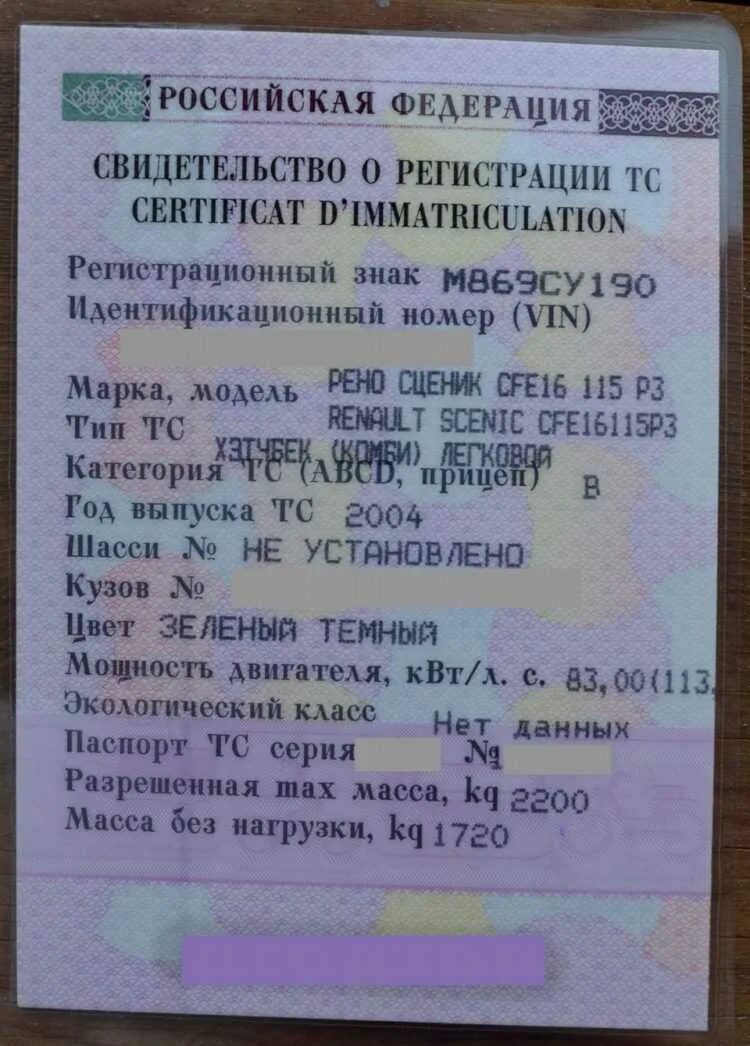 РОССИЙСКАЯ ФЕДЕРАЦИЯ
СВИДЕТЕЛЬСТВО О РЕГИСТРАЦИИ ТС
CERTIFICAT D'IMMATRICULATION
Регистрационный знак М869СУ190
Идентификационный номер (VIN)
Марка, модель РЕНО СЦЕНИК CFE16 115 P3
Тип ТС RENAULT SCENIC CFE16115P3
ХЭТЧБЕК (КОМБИ) ЛЕГКОВОЙ
Категория ТС (ABCD, прицеп) B
Год выпуска ТС 2004
Шасси № НЕ УСТАНОВЛЕНО
Кузов №
Цвет ЗЕЛЕНЫЙ ТЕМНЫЙ
Мощность двигателя, кВт/л. с. 83,00(113,
Экологический класс Нет данных
Паспорт ТС серия №
Разрешенная max масса, kg 2200
Масса без нагрузки, kg 1720